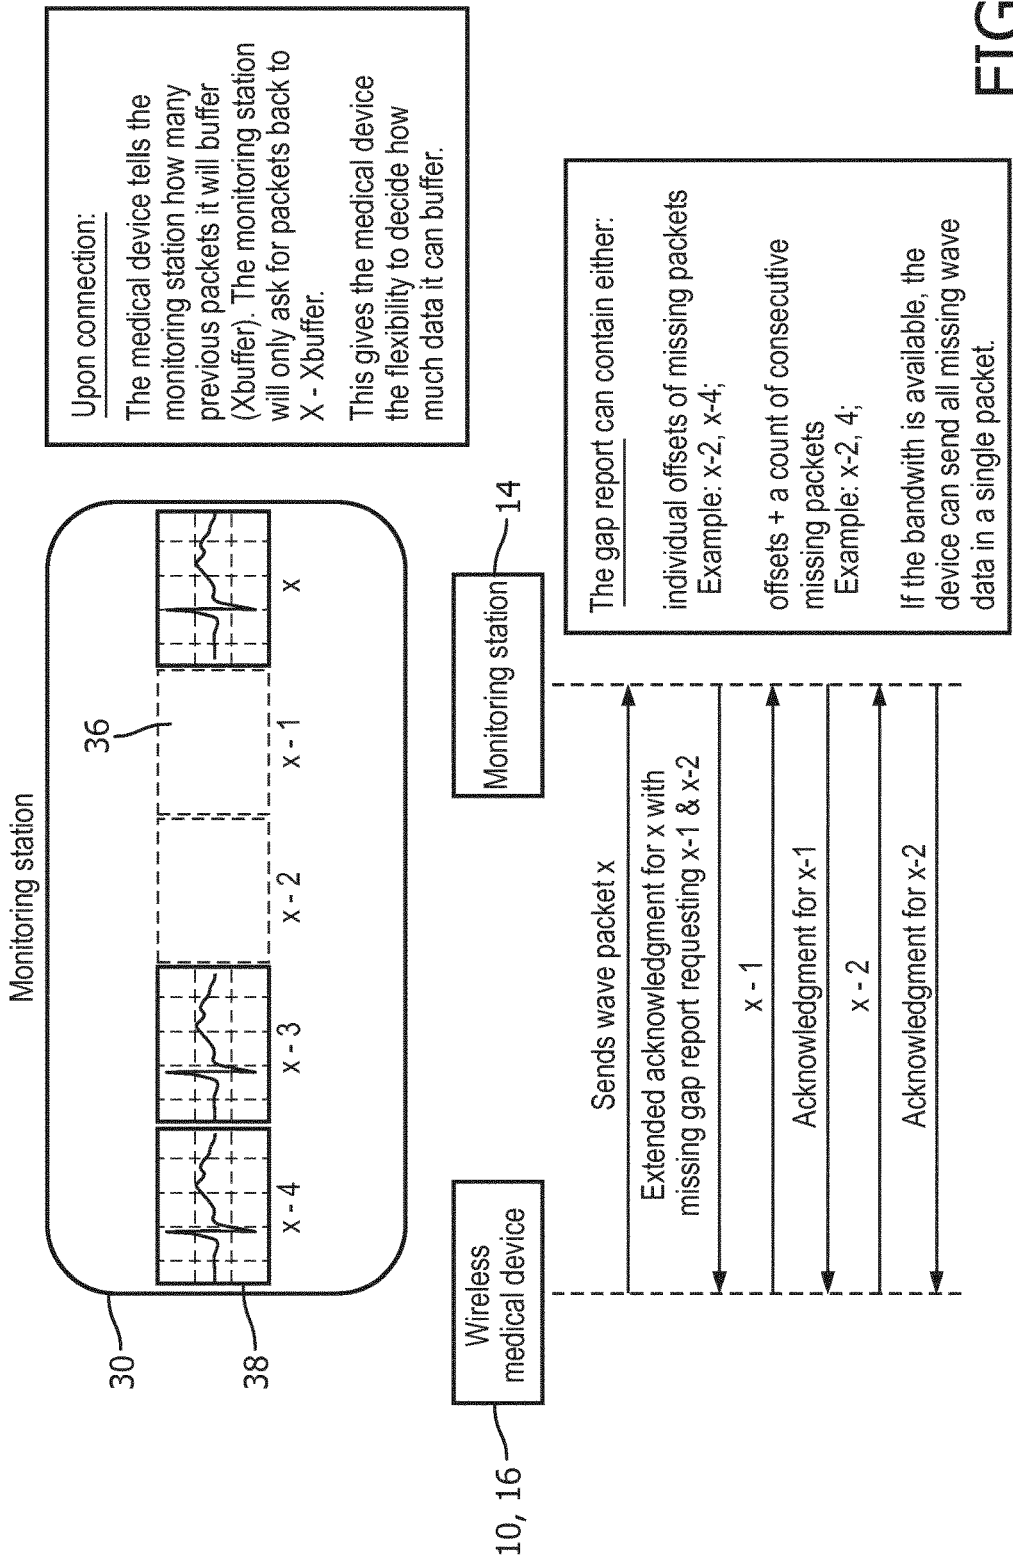 Monitoring station
30
38
36
x - 4
x - 3
x - 2
x - 1
x
Upon connection:
The medical device tells the
monitoring station how many
previous packets it will buffer
(Xbuffer). The monitoring station
will only ask for packets back to
X - Xbuffer.
This gives the medical device
the flexibility to decide how
much data it can buffer.
10, 16
Wireless
medical device
Monitoring station
14
Sends wave packet x
Extended acknowledgment for x with
missing gap report requesting x-1 & x-2
x - 1
Acknowledgment for x-1
x - 2
Acknowledgment for x-2
The gap report can contain either:
individual offsets of missing packets
Example: x-2, x-4;
offsets + a count of consecutive
missing packets
Example: x-2, 4;
If the bandwith is available, the
device can send all missing wave
data in a single packet.
FIG